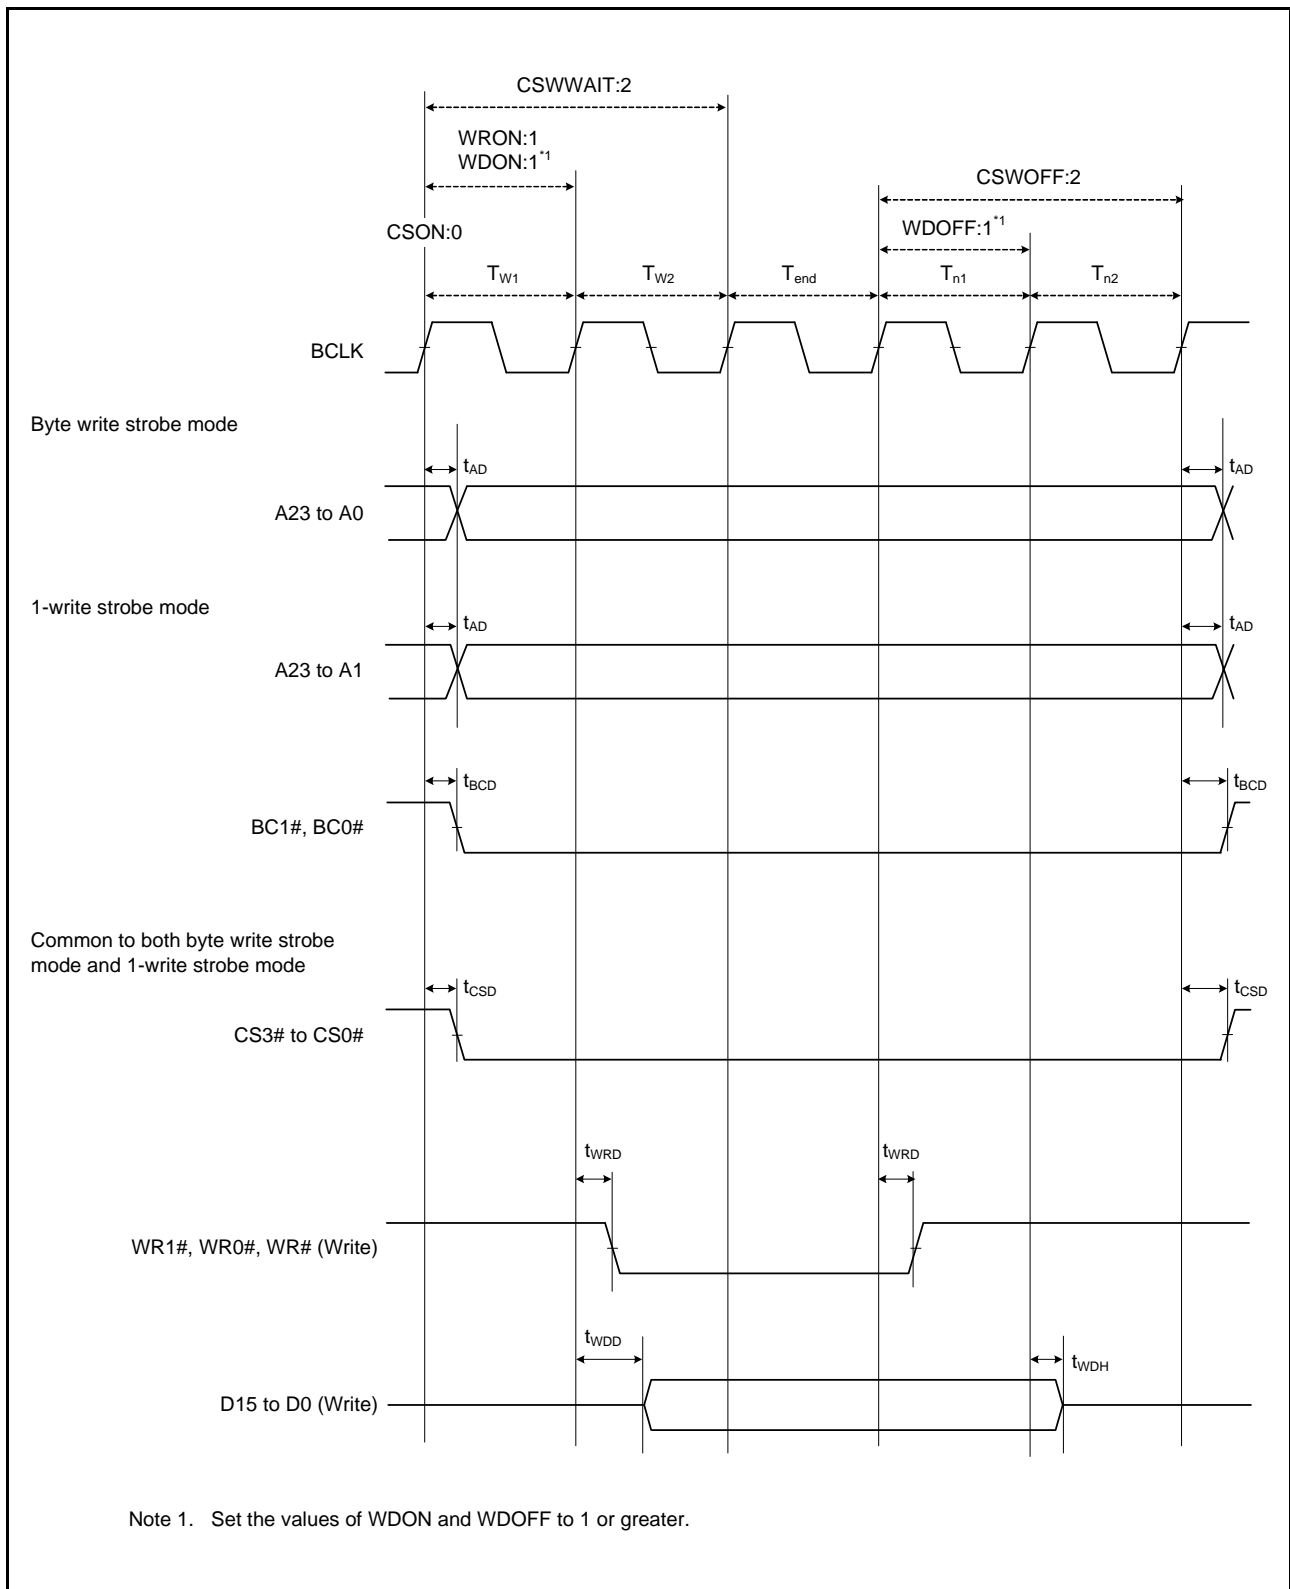 CSWWAIT:2
WRON:1
WDON:1*1
CSWOFF:2
WDOFF:1*1
CSON:0
TW1 TW2 Tend Tn1 Tn2
BCLK
Byte write strobe mode
tAD tAD
A23 to A0
1-write strobe mode
tAD tAD
A23 to A1
tBCD tBCD
BC1#, BC0#
Common to both byte write strobe
mode and 1-write strobe mode
tCSD tCSD
CS3# to CS0#
tWRD tWRD
WR1#, WR0#, WR# (Write)
tWDD tWDH
D15 to D0 (Write)
Note 1. Set the values of WDON and WDOFF to 1 or greater.